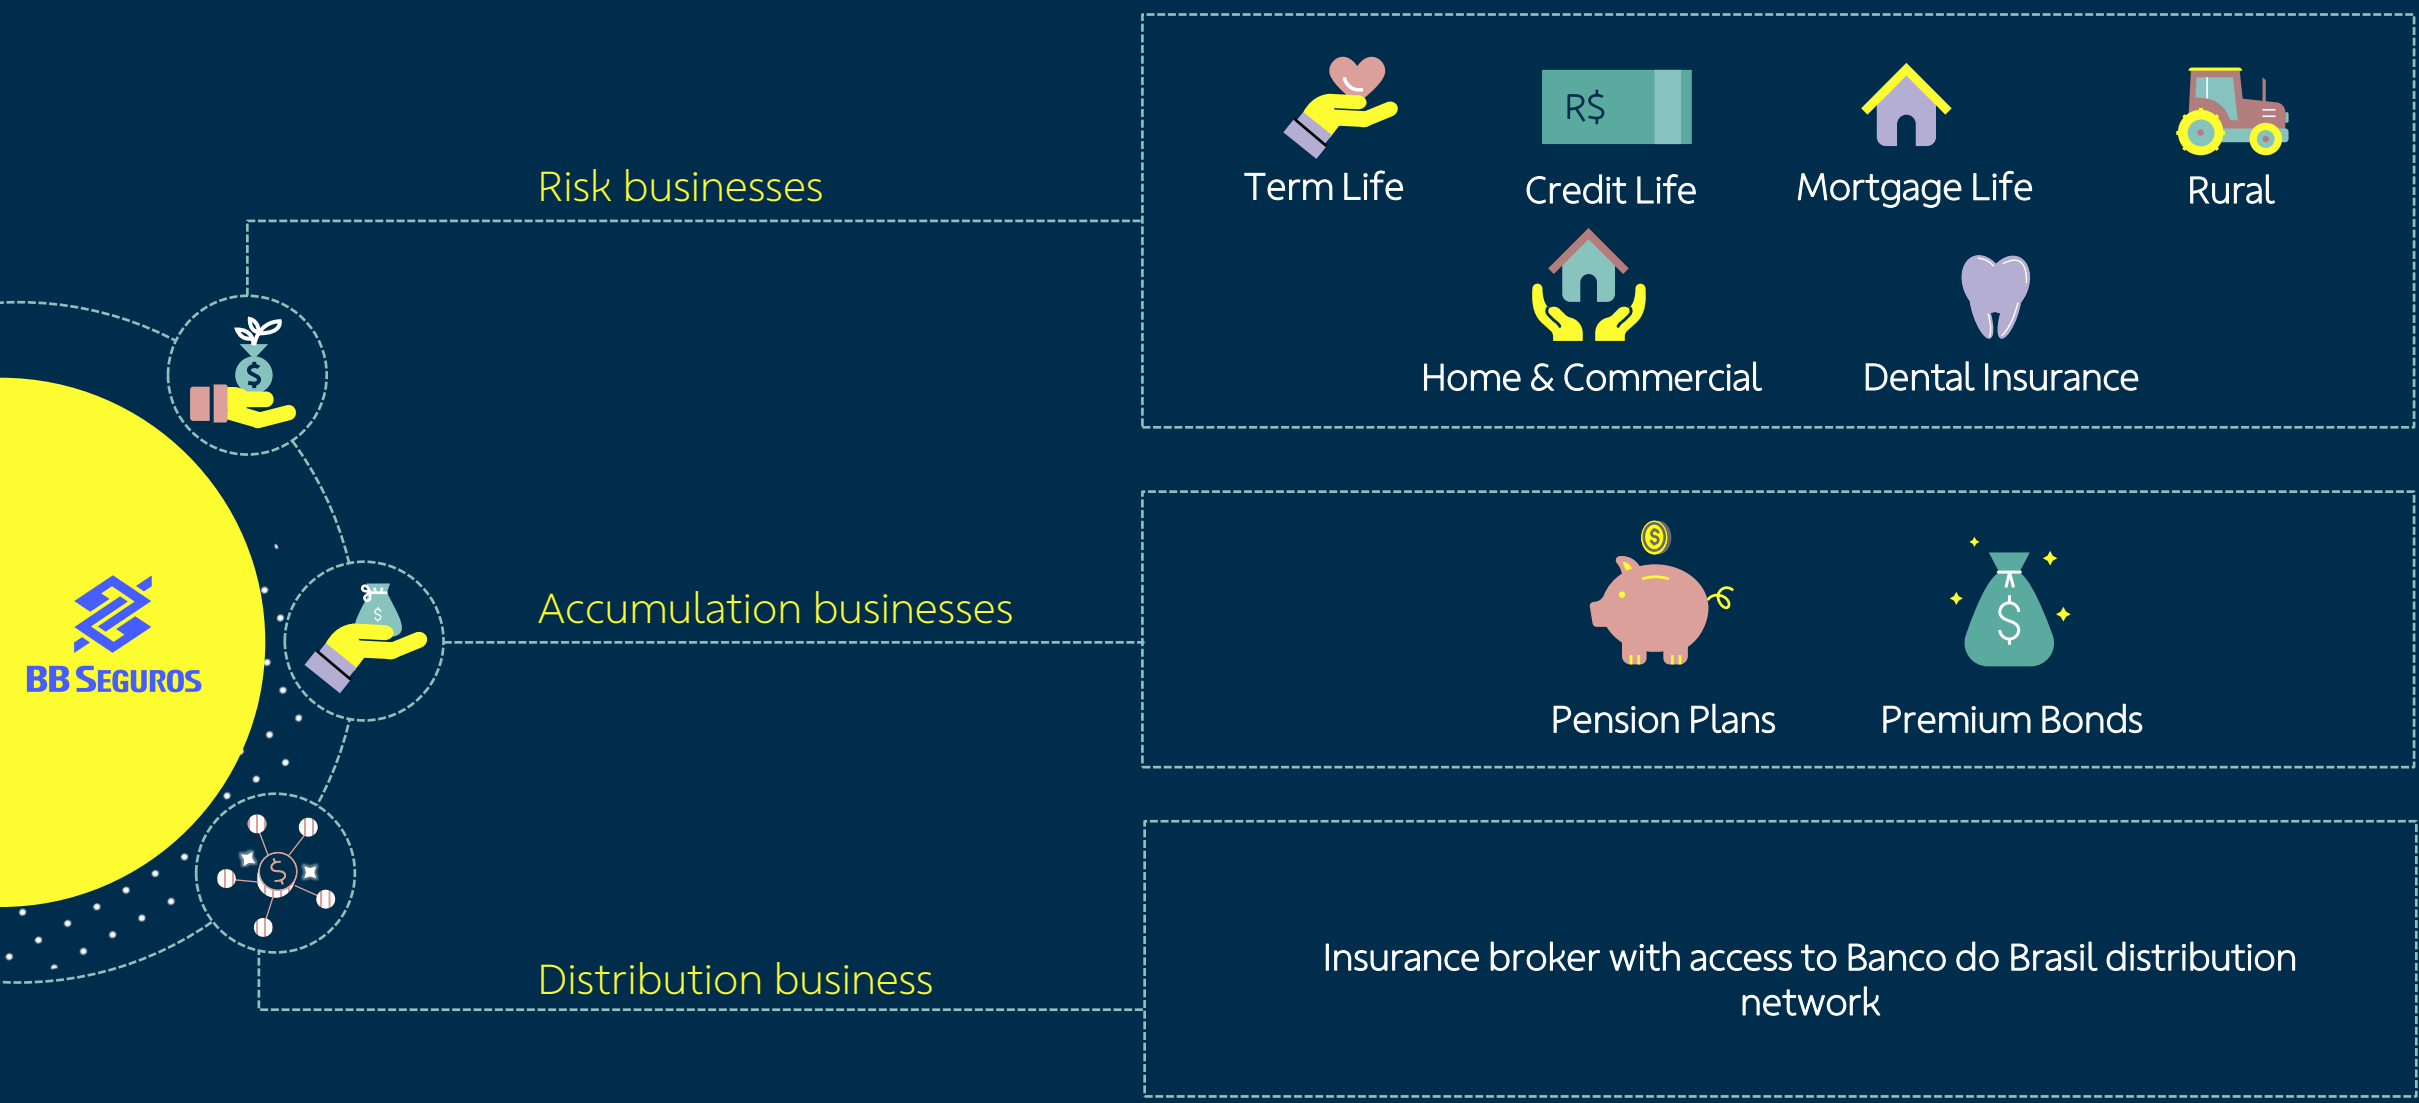 Term Life
R$
Credit Life
Mortgage Life
Rural
Risk businesses
Home & Commercial
Dental Insurance
BB SEGUROS
Accumulation businesses
$
$
$
$
Pension Plans
Premium Bonds
$
Distribution business
Insurance broker with access to Banco do Brasil distribution
network